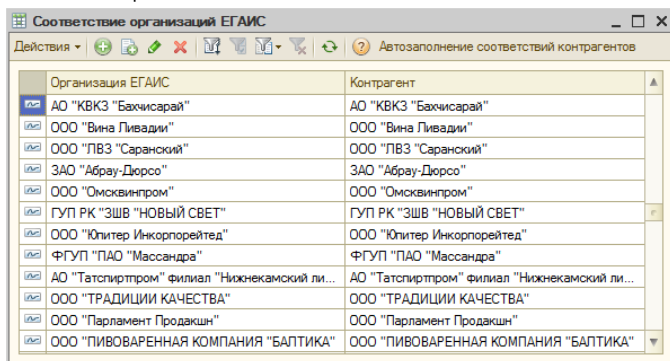 Соответствие организаций ЕГАИС
Действия Автозаполнение соответствий контрагентов
Организация ЕГАИС Контрагент
АО "КВКЗ "Бахчисарай" АО "КВКЗ "Бахчисарай"
ООО "Вина Ливадии" ООО "Вина Ливадии"
ООО "ЛВЗ "Саранский" ООО "ЛВЗ "Саранский"
ЗАО "Абрау-Дюрсо" ЗАО "Абрау-Дюрсо"
ООО "Омсквинпром" ООО "Омсквинпром"
ГУП РК "ЗШВ "НОВЫЙ СВЕТ" ГУП РК "ЗШВ "НОВЫЙ СВЕТ"
ООО "Юпитер Инкорпорейтед" ООО "Юпитер Инкорпорейтед"
ФГУП "ПАО "Массандра" ФГУП "ПАО "Массандра"
АО "Татспиртпром" филиал "Нижнекамский ли... АО "Татспиртпром" филиал "Нижнекамский ли...
ООО "ТРАДИЦИИ КАЧЕСТВА" ООО "ТРАДИЦИИ КАЧЕСТВА"
ООО "Парламент Продакшн" ООО "Парламент Продакшн"
ООО "ПИВОВАРЕННАЯ КОМПАНИЯ "БАЛТИКА" ООО "ПИВОВАРЕННАЯ КОМПАНИЯ "БАЛТИКА"